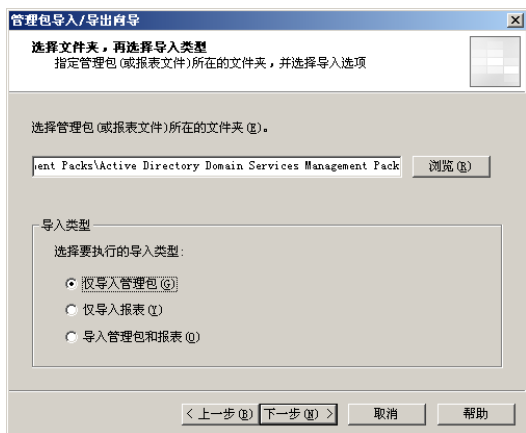 管理包导入/导出向导
选择文件夹，再选择导入类型
指定管理包(或报表文件)所在的文件夹，并选择导入选项
选择管理包(或报表文件)所在的文件夹(E)。
ent Packs\Active Directory Domain Services Management Pack
浏览(R)
导入类型
选择要执行的导入类型:
仅导入管理包(G)
仅导入报表(Y)
导入管理包和报表(O)
< 上一步(B) 下一步(N) > 取消 帮助